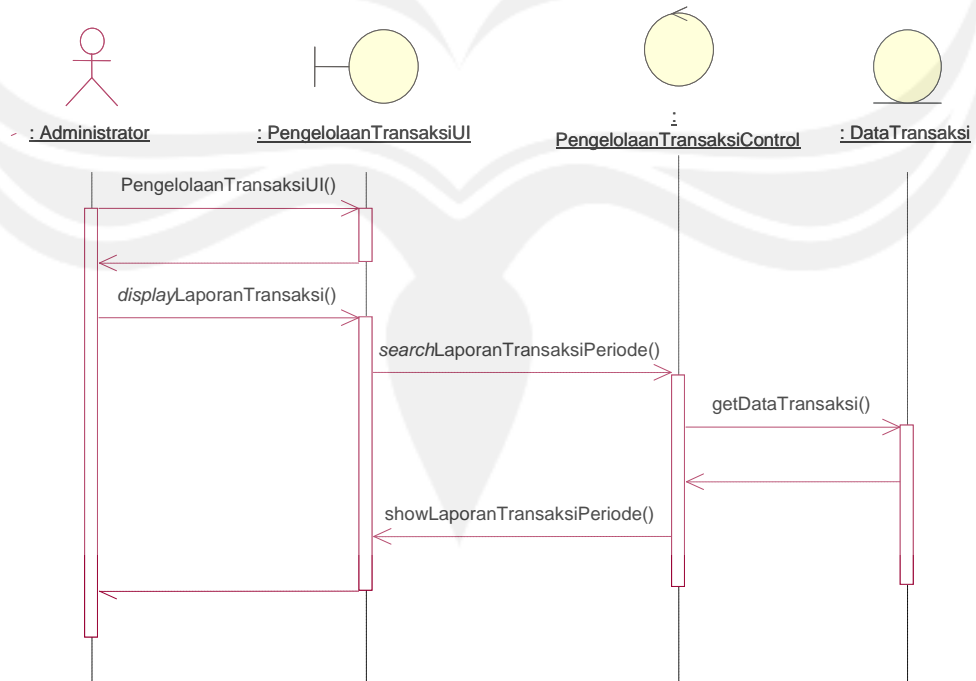 : Administrator
: PengelolaanTransaksiUI
:
PengelolaanTransaksiControl
: DataTransaksi
PengelolaanTransaksiUI()
displayLaporanTransaksi()
searchLaporanTransaksiPeriode()
getDataTransaksi()
showLaporanTransaksiPeriode()